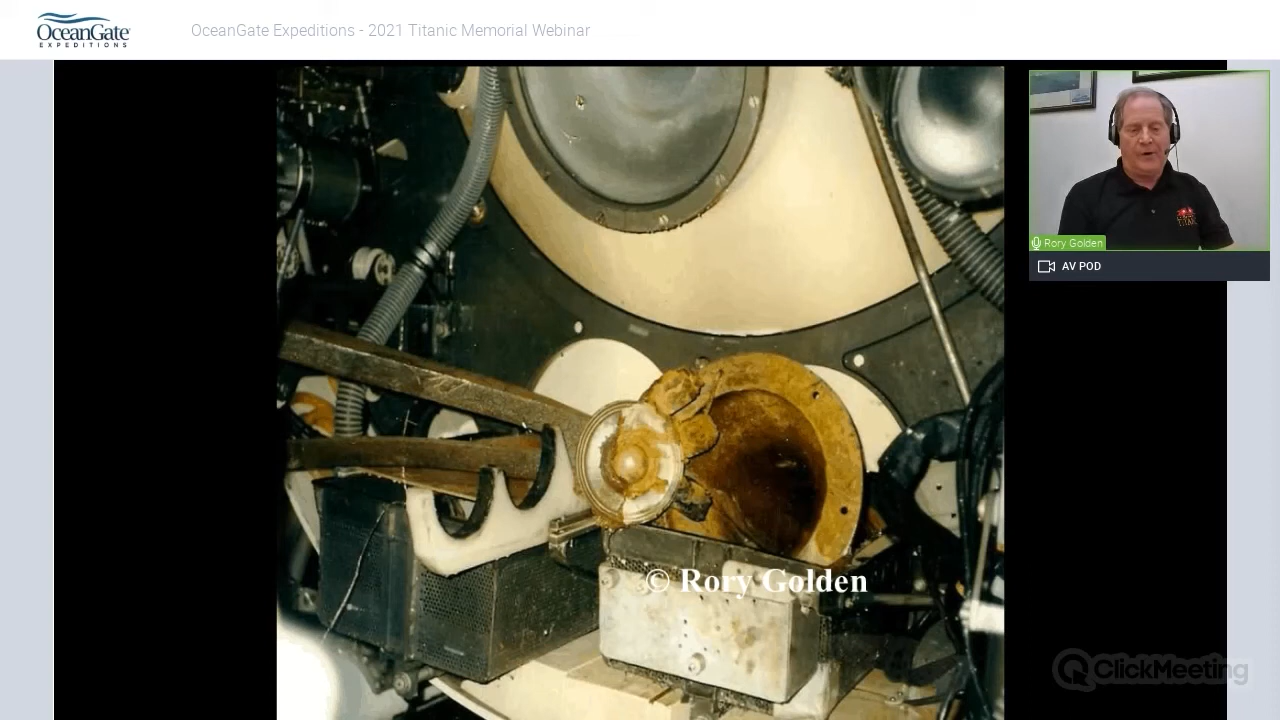 OceanGate
EXPEDITIONS
OceanGate Expeditions - 2021 Titanic Memorial Webinar
Rory Golden
AV POD
© Rory Golden
ClickMeeting